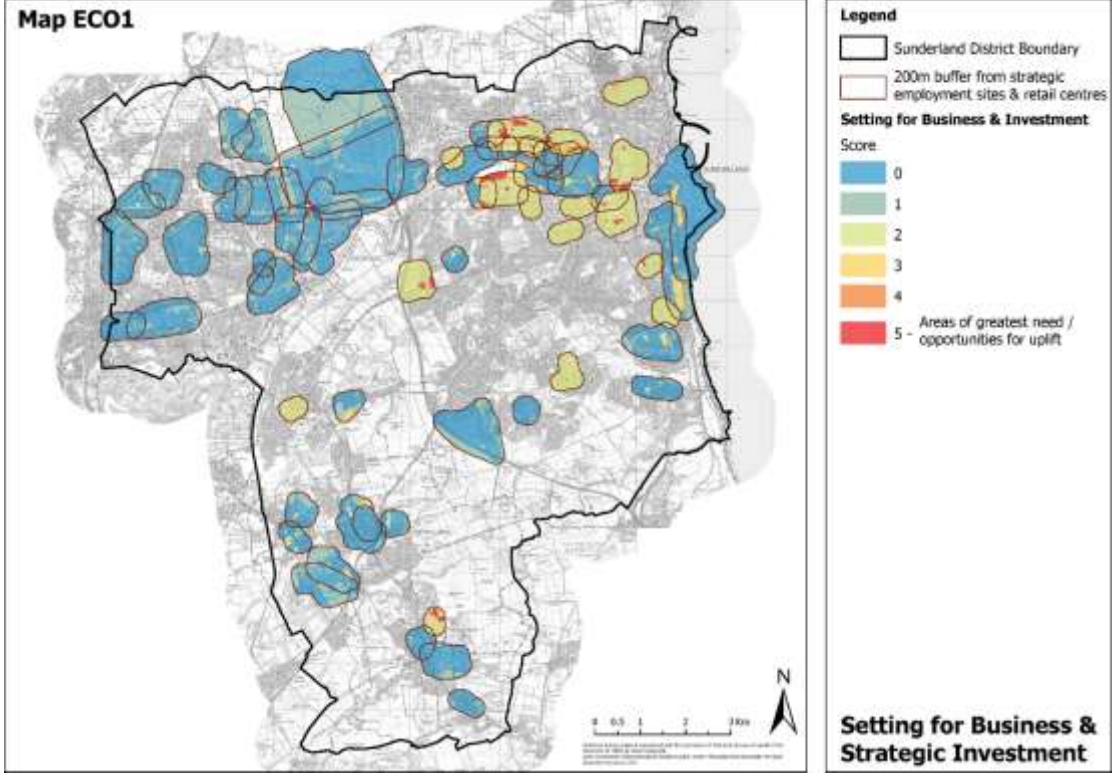 Map ECO1
SUNDERLAND
N
0 0.5 1 2 3 Km
Legend
Sunderland District Boundary
200m buffer from strategic
employment sites & retail centres
Setting for Business & Investment
Score
0
1
2
3
4
5 - Areas of greatest need /
opportunities for uplift
Setting for Business &
Strategic Investment